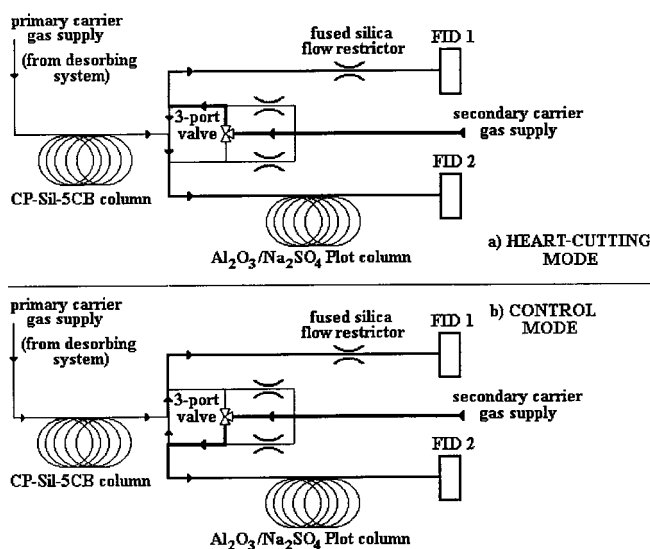 primary carrier
gas supply
(from desorbing
system)
fused silica
flow restrictor
FID 1
3-port
valve
secondary carrier
gas supply
FID 2
CP-Sil-5CB column
Al₂O₃/Na₂SO₄ Plot column
a) HEART-CUTTING
MODE
primary carrier
gas supply
(from desorbing
system)
fused silica
flow restrictor
FID 1
b) CONTROL
MODE
3-port
valve
secondary carrier
gas supply
FID 2
CP-Sil-5CB column
Al₂O₃/Na₂SO₄ Plot column